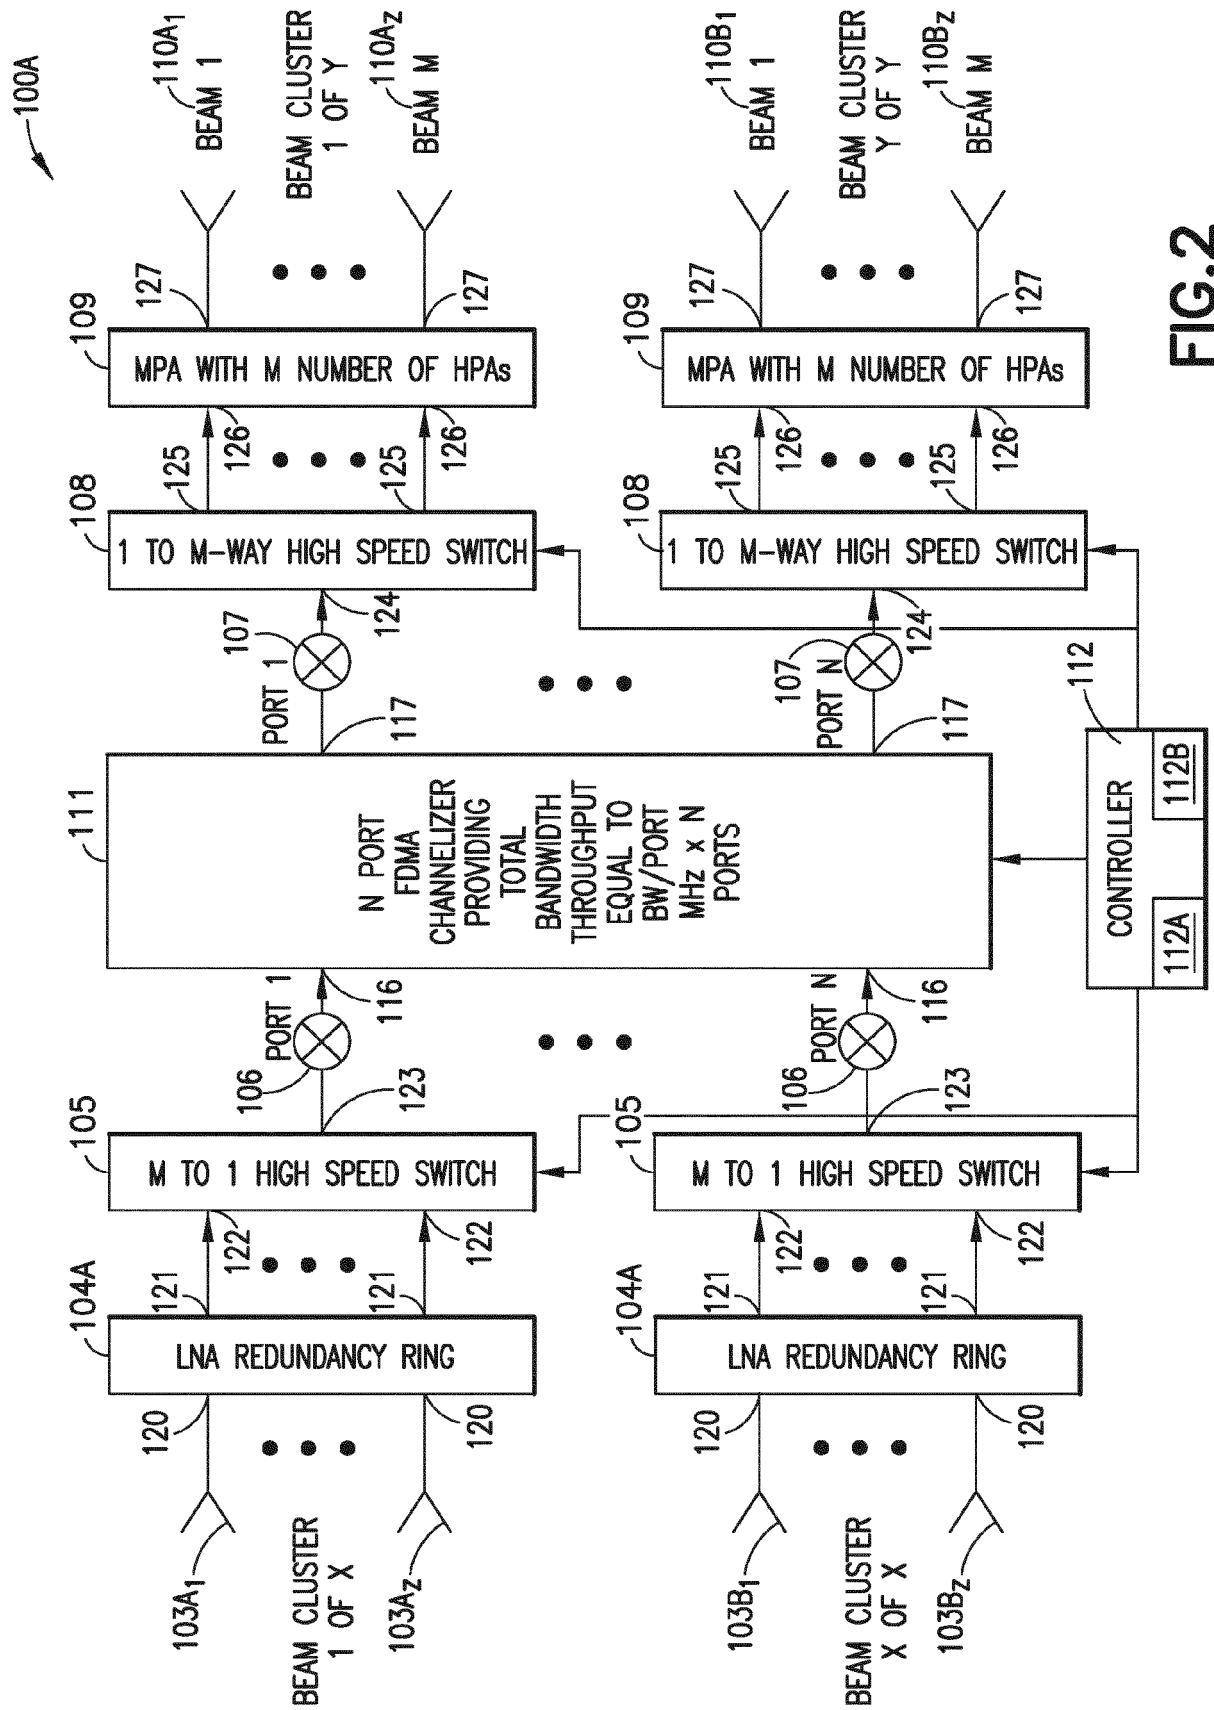 100A
103A1
BEAM CLUSTER
1 OF X
103AZ
120
120
104A
LNA REDUNDANCY RING
121
121
122
122
105
M TO 1 HIGH SPEED SWITCH
123
106
PORT 1
116
111
N PORT
FDMA
CHANNELIZER
PROVIDING
TOTAL
BANDWIDTH
THROUGHPUT
EQUAL TO
BW/PORT
MHz x N
PORTS
117
PORT 1
107
124
108
1 TO M-WAY HIGH SPEED SWITCH
125
125
126
126
109
MPA WITH M NUMBER OF HPAs
127
127
110A1
BEAM 1
BEAM CLUSTER
1 OF Y
110AZ
BEAM M
103B1
BEAM CLUSTER
X OF X
103BZ
120
120
104A
LNA REDUNDANCY RING
121
121
122
122
105
M TO 1 HIGH SPEED SWITCH
123
106
PORT N
116
117
PORT N
107
124
108
1 TO M-WAY HIGH SPEED SWITCH
125
125
126
126
109
MPA WITH M NUMBER OF HPAs
127
127
110B1
BEAM 1
BEAM CLUSTER
Y OF Y
110BZ
BEAM M
112
CONTROLLER
112A
112B
FIG.2